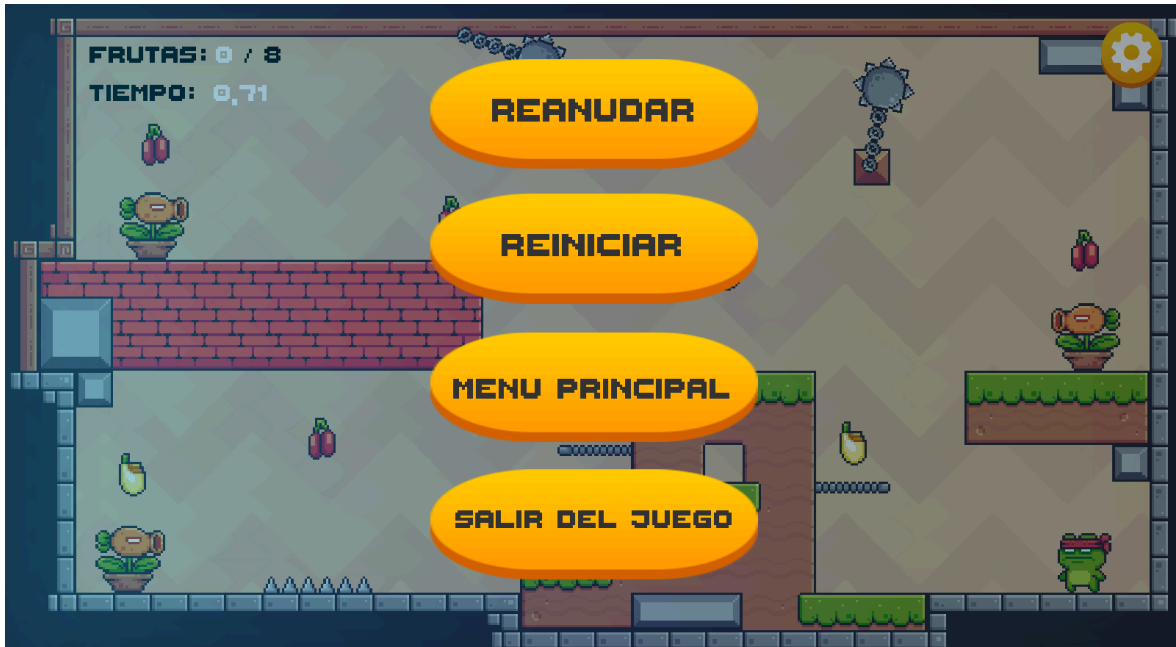 FRUTAS: 0 / 8
TIEMPO: 0,71
REANUDAR
REINICIAR
MENU PRINCIPAL
SALIR DEL JUEGO